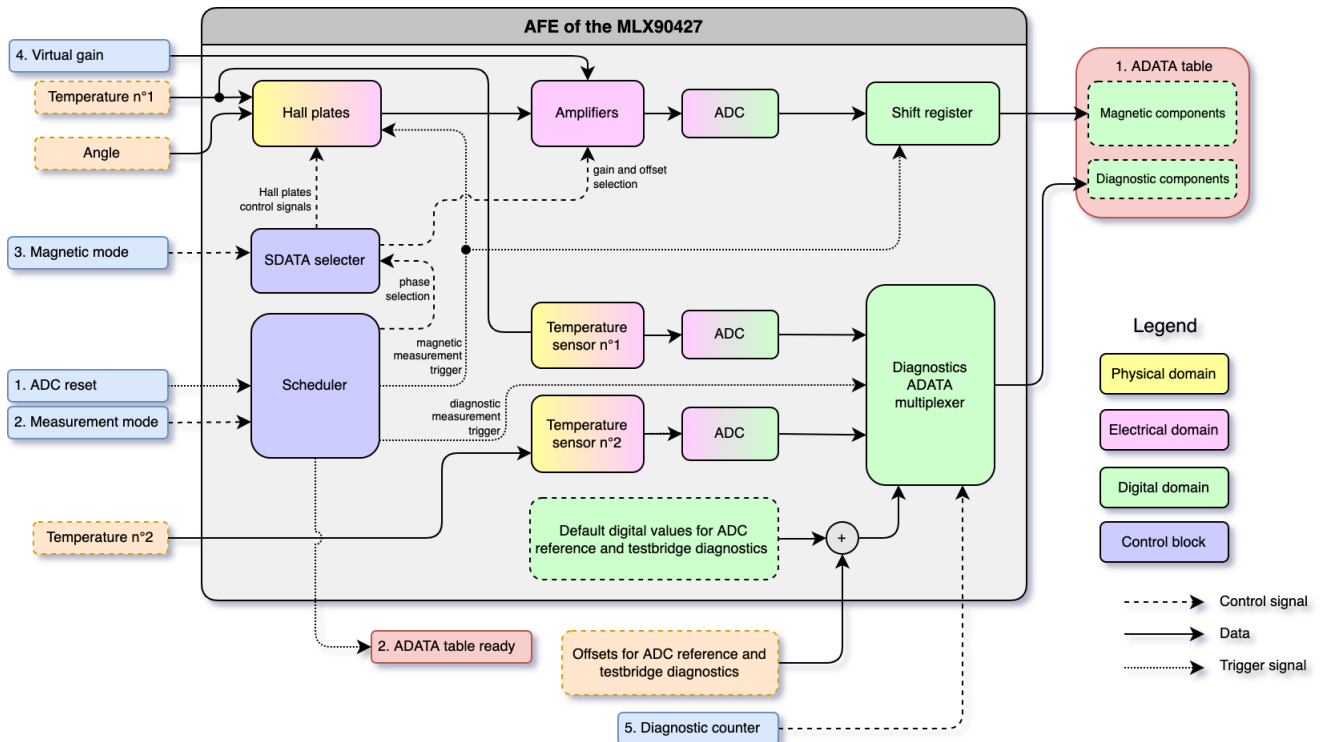 AFE of the MLX90427
4. Virtual gain
Temperature n°1
Angle
Hall plates
Amplifiers
ADC
Shift register
1. ADATA table
Magnetic components
Diagnostic components
gain and offset
selection
Hall plates
control signals
3. Magnetic mode
SDATA selecter
phase
selection
1. ADC reset
2. Measurement mode
Scheduler
magnetic
measurement
trigger
diagnostic
measurement
trigger
Temperature
sensor n°1
ADC
Temperature
sensor n°2
ADC
Diagnostics
ADATA
multiplexer
Temperature n°2
Default digital values for ADC
reference and testbridge diagnostics
+
2. ADATA table ready
Offsets for ADC reference and
testbridge diagnostics
5. Diagnostic counter
Legend
Physical domain
Electrical domain
Digital domain
Control block
Control signal
Data
Trigger signal